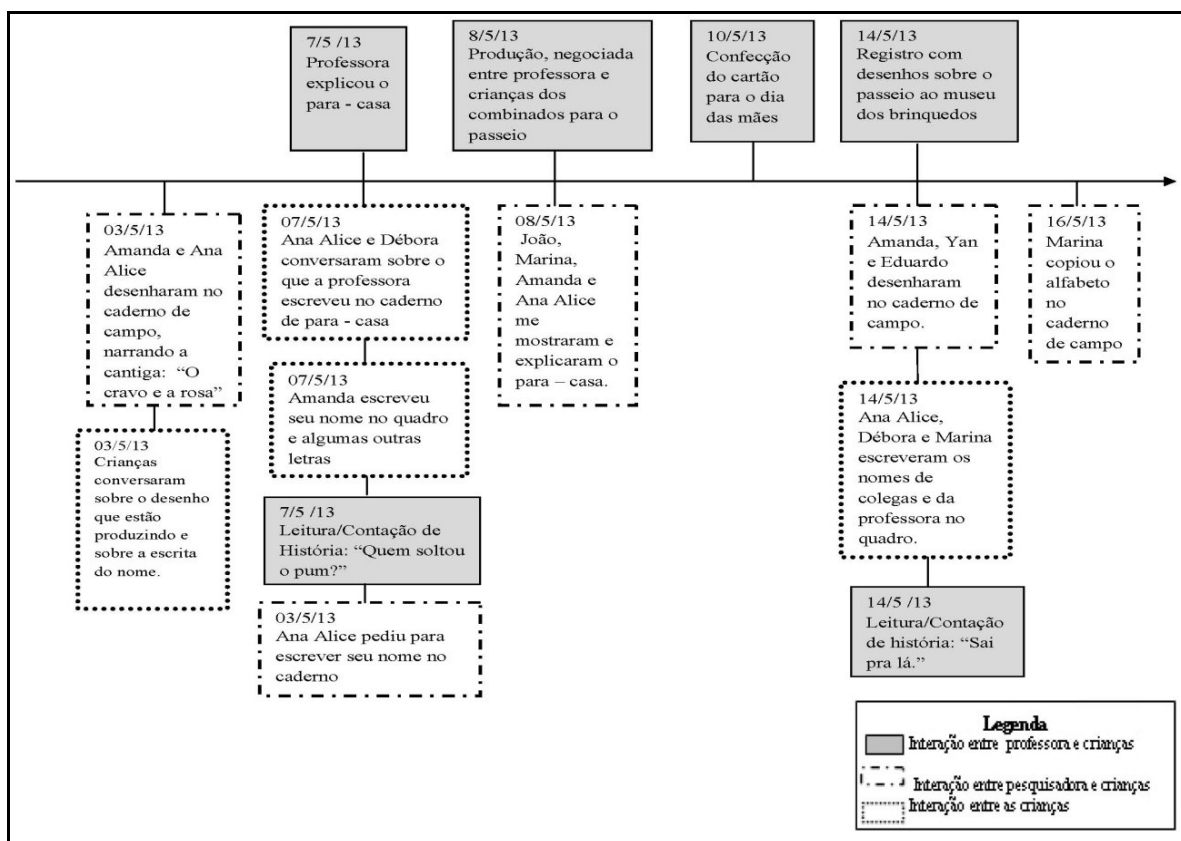 7/5 /13
Professora
explicou o
para - casa
8/5/13
Produção, negociada
entre professora e
crianças dos
combinados para o
passeio
10/5/13
Confecção
do cartão
para o dia
das mães
14/5/13
Registro com
desenhos sobre o
passeio ao museu
dos brinquedos
03/5/13
Amanda e Ana
Alice
desenharam no
caderno de
campo,
narrando a
cantiga: “O
cravo e a rosa”
03/5/13
Crianças
conversaram
sobre o desenho
que estão
produzindo e
sobre a escrita
do nome.
07/5/13
Ana Alice e Débora
conversaram sobre o
que a professora
escreveu no caderno
de para - casa
07/5/13
Amanda escreveu
seu nome no quadro
e algumas outras
letras
7/5 /13
Leitura/Contação de
História: “Quem soltou
o pum?”
03/5/13
Ana Alice pediu para
escrever seu nome no
caderno
08/5/13
João,
Marina,
Amanda e
Ana Alice
me
mostraram e
explicaram o
para – casa.
14/5/13
Amanda, Yan
e Eduardo
desenharam
no caderno de
campo.
14/5/13
Ana Alice,
Débora e Marina
escreveram os
nomes de
colegas e da
professora no
quadro.
14/5 /13
Leitura/Contação
de história: “Sai
pra lá.”
16/5/13
Marina
copiou o
alfabeto
no
caderno
de campo
Legenda
Interação entre professora e crianças
Interação entre pesquisadora e crianças
Interação entre as crianças